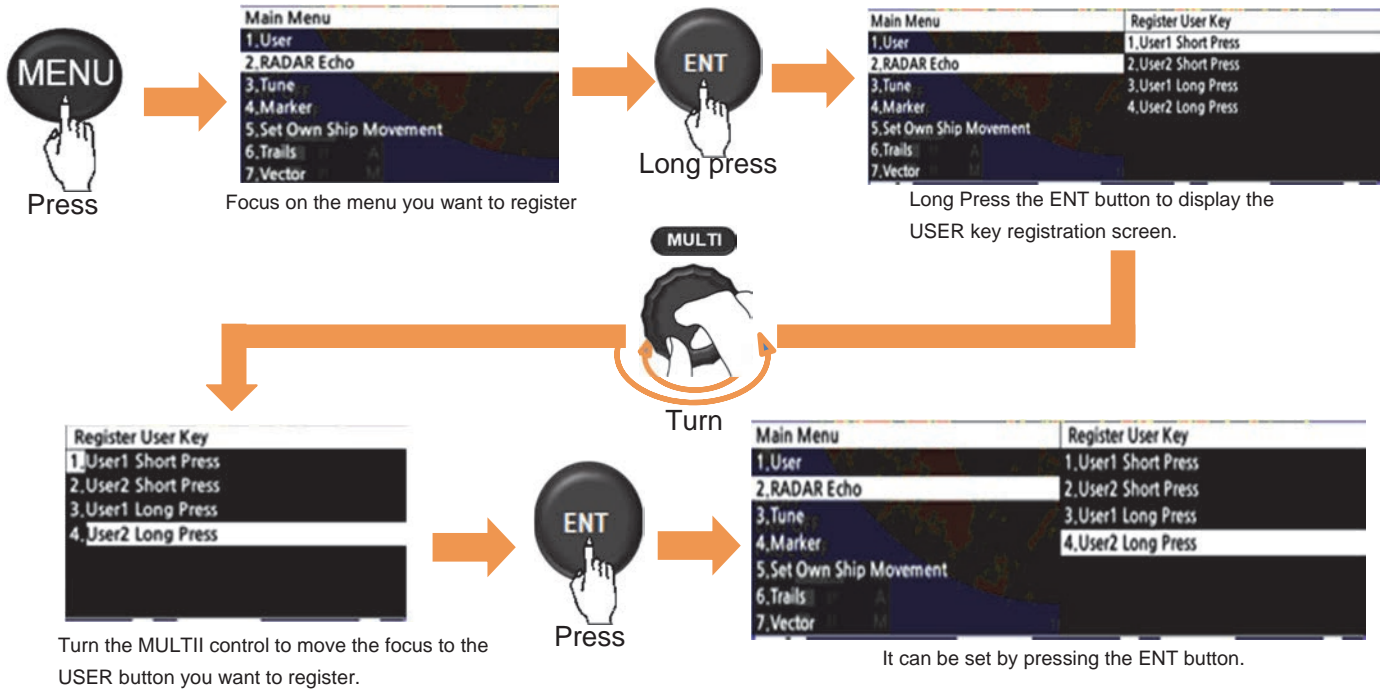 MENU
Press
Main Menu
1.User
2.RADAR Echo
3.Tune
4.Marker
5.Set Own Ship Movement
6.Trails
7.Vector
Focus on the menu you want to register
ENT
Long press
Main Menu
1.User
2.RADAR Echo
3.Tune
4.Marker
5.Set Own Ship Movement
6.Trails
7.Vector
Register User Key
1.User1 Short Press
2.User2 Short Press
3.User1 Long Press
4.User2 Long Press
Long Press the ENT button to display the
USER key registration screen.
MULTI
Turn
Register User Key
1.User1 Short Press
2.User2 Short Press
3.User1 Long Press
4.User2 Long Press
Turn the MULTII control to move the focus to the
USER button you want to register.
ENT
Press
Main Menu
1.User
2.RADAR Echo
3.Tune
4.Marker
5.Set Own Ship Movement
6.Trails
7.Vector
Register User Key
1.User1 Short Press
2.User2 Short Press
3.User1 Long Press
4.User2 Long Press
It can be set by pressing the ENT button.